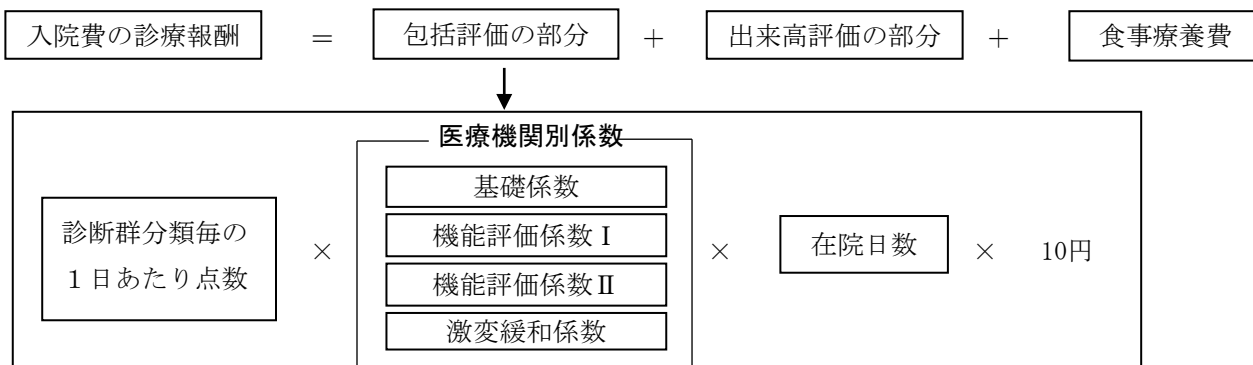 入院費の診療報酬 ＝ 包括評価の部分 ＋ 出来高評価の部分 ＋ 食事療養費
医療機関別係数
基礎係数
機能評価係数Ⅰ
機能評価係数Ⅱ
激変緩和係数
診断群分類毎の
１日あたり点数
×
×
在院日数
×
10円